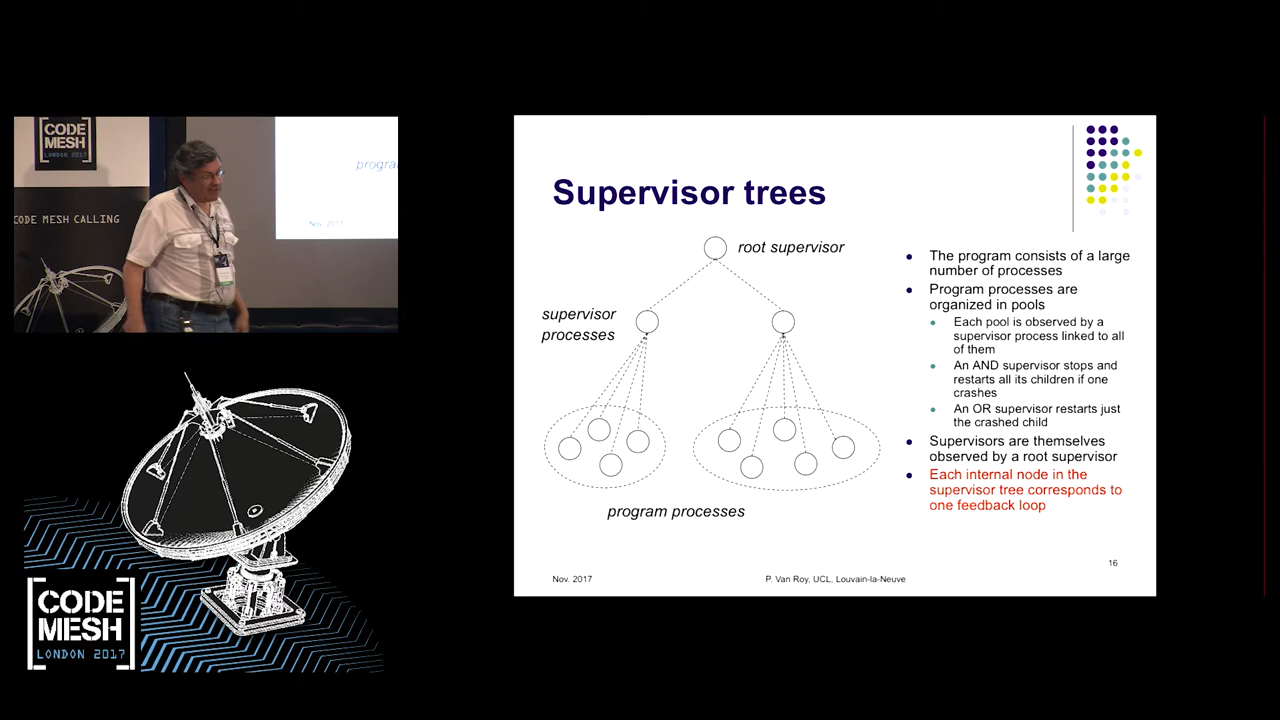 CODE
MESH
LONDON 2017
CODE MESH CALLING
progra
Nov. 2017
CODE
MESH
LONDON 2017
Supervisor trees
root supervisor
supervisor
processes
program processes
The program consists of a large
number of processes
Program processes are
organized in pools
Each pool is observed by a
supervisor process linked to all
of them
An AND supervisor stops and
restarts all its children if one
crashes
An OR supervisor restarts just
the crashed child
Supervisors are themselves
observed by a root supervisor
Each internal node in the
supervisor tree corresponds to
one feedback loop
16
Nov. 2017
P. Van Roy, UCL, Louvain-la-Neuve